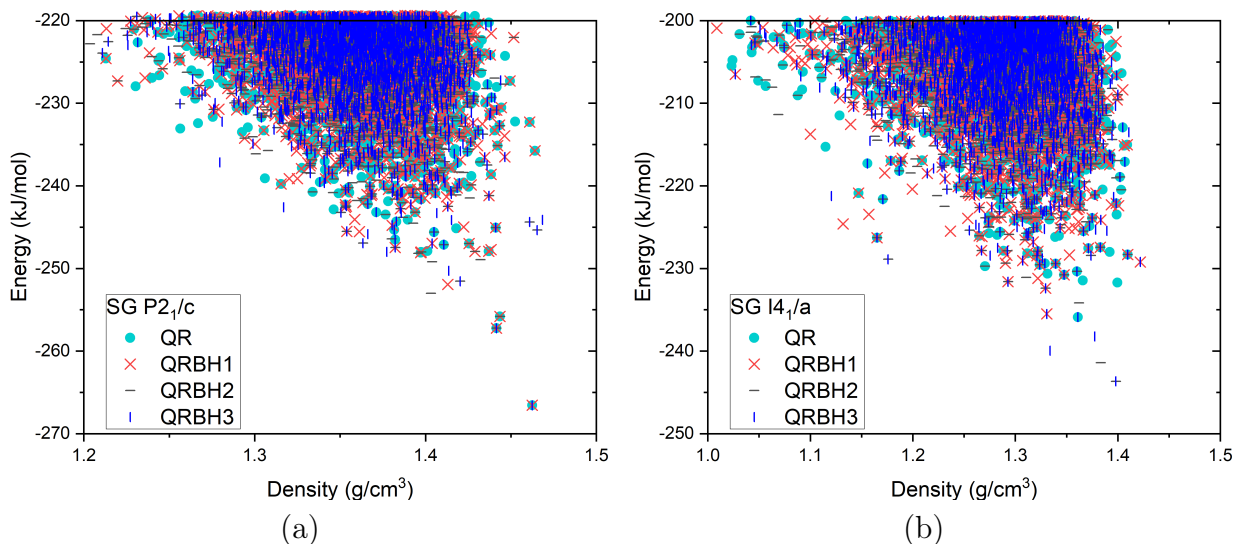 -220
-230
-240
-250
-260
-270
Energy (kJ/mol)
SG P2₁/c
QR
QRBH1
QRBH2
QRBH3
1.2 1.3 1.4 1.5
Density (g/cm³)
(a)
-200
-210
-220
-230
-240
-250
Energy (kJ/mol)
SG I4₁/a
QR
QRBH1
QRBH2
QRBH3
1.0 1.1 1.2 1.3 1.4 1.5
Density (g/cm³)
(b)